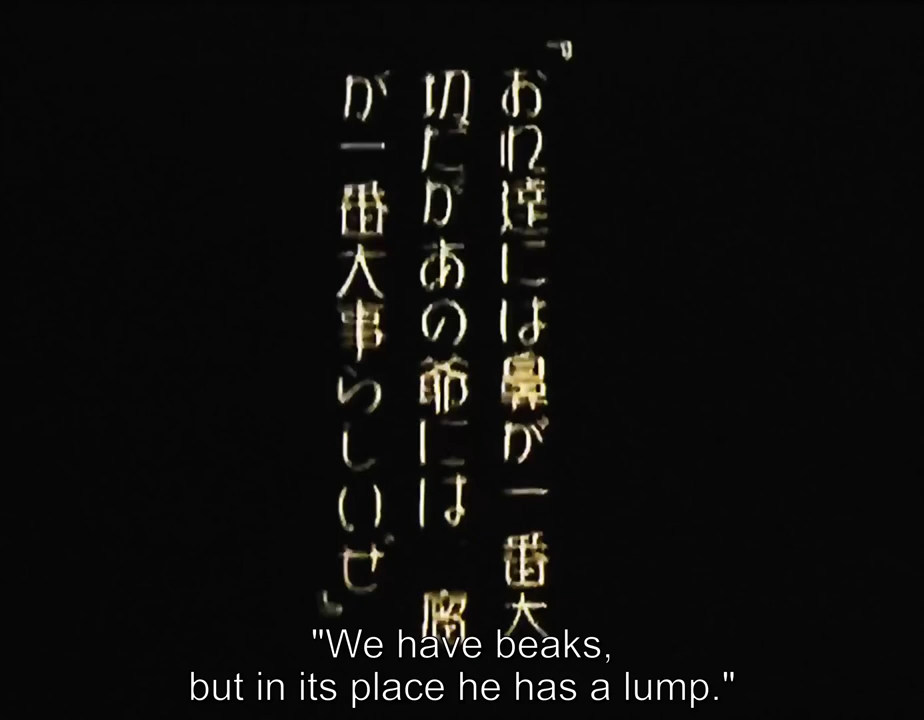 『おれ達には鼻が一番大
切だがあの爺には 瘤
が一番大事らしいぜ』
"We have beaks,
but in its place he has a lump."